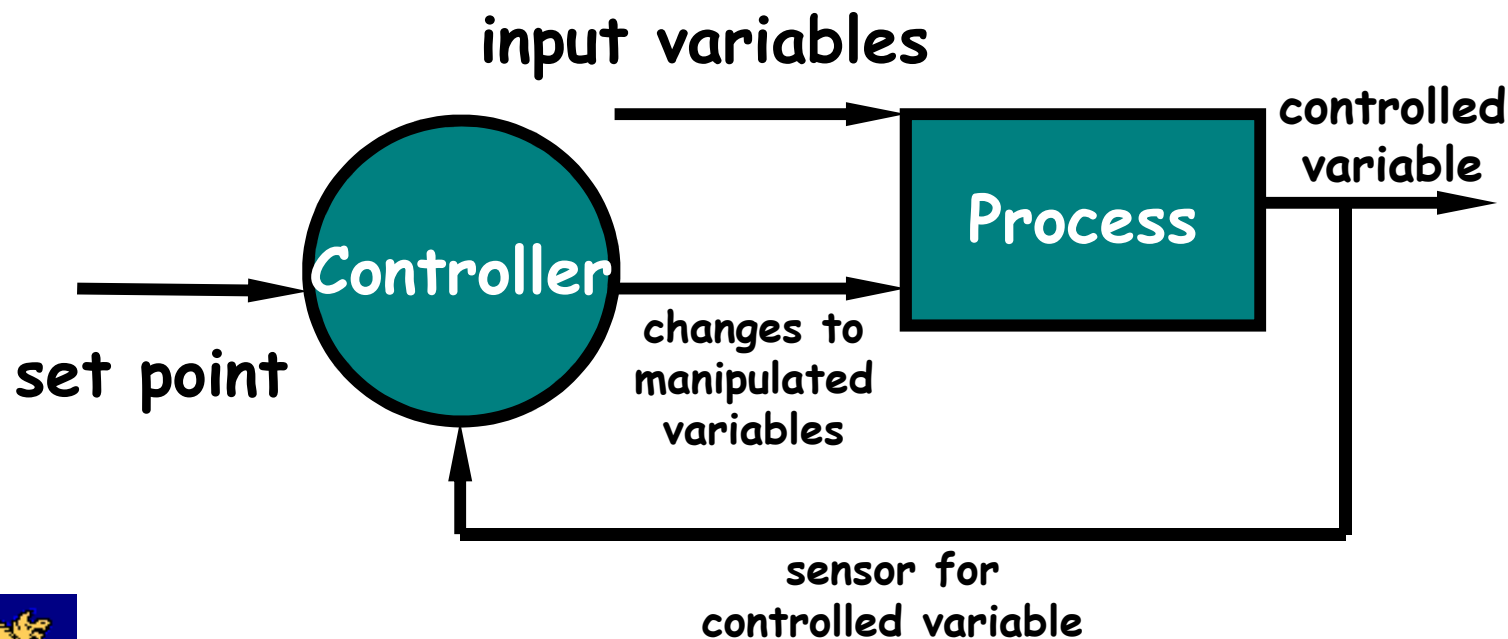 input variables
controlled
variable
Process
Controller
set point
changes to
manipulated
variables
sensor for
controlled variable